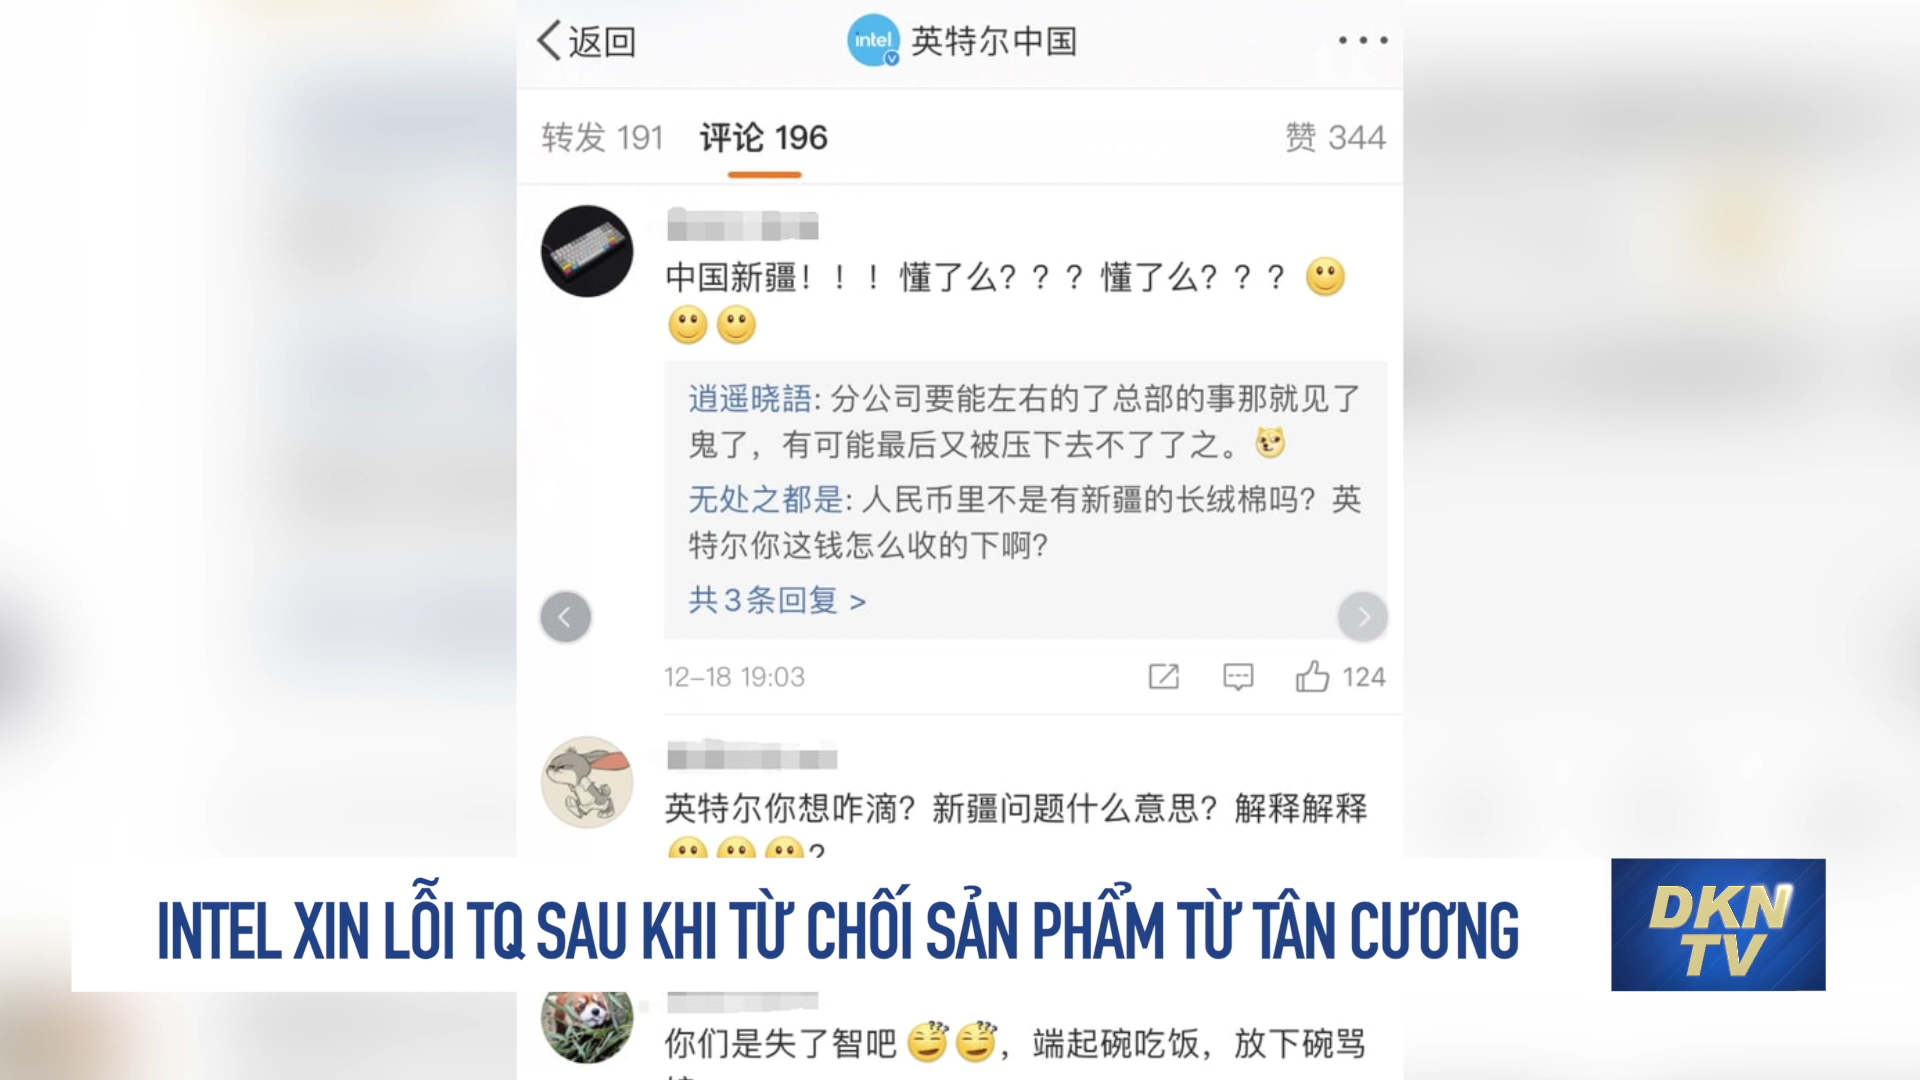 返回
intel
英特尔中国
转发 191
评论 196
赞 344
中国新疆！！！懂了么？？？懂了么？？？
逍遥晓語: 分公司要能左右的了总部的事那就见了
鬼了，有可能最后又被压下去不了了之。
无处之都是: 人民币里不是有新疆的长绒棉吗？英
特尔你这钱怎么收的下啊？
共3条回复 >
12-18 19:03
124
英特尔你想咋滴？新疆问题什么意思？解释解释
?
INTEL XIN LỖI TQ SAU KHI TỪ CHỐI SẢN PHẨM TỪ TÂN CƯƠNG
DKN
TV
你们是失了智吧，端起碗吃饭，放下碗骂